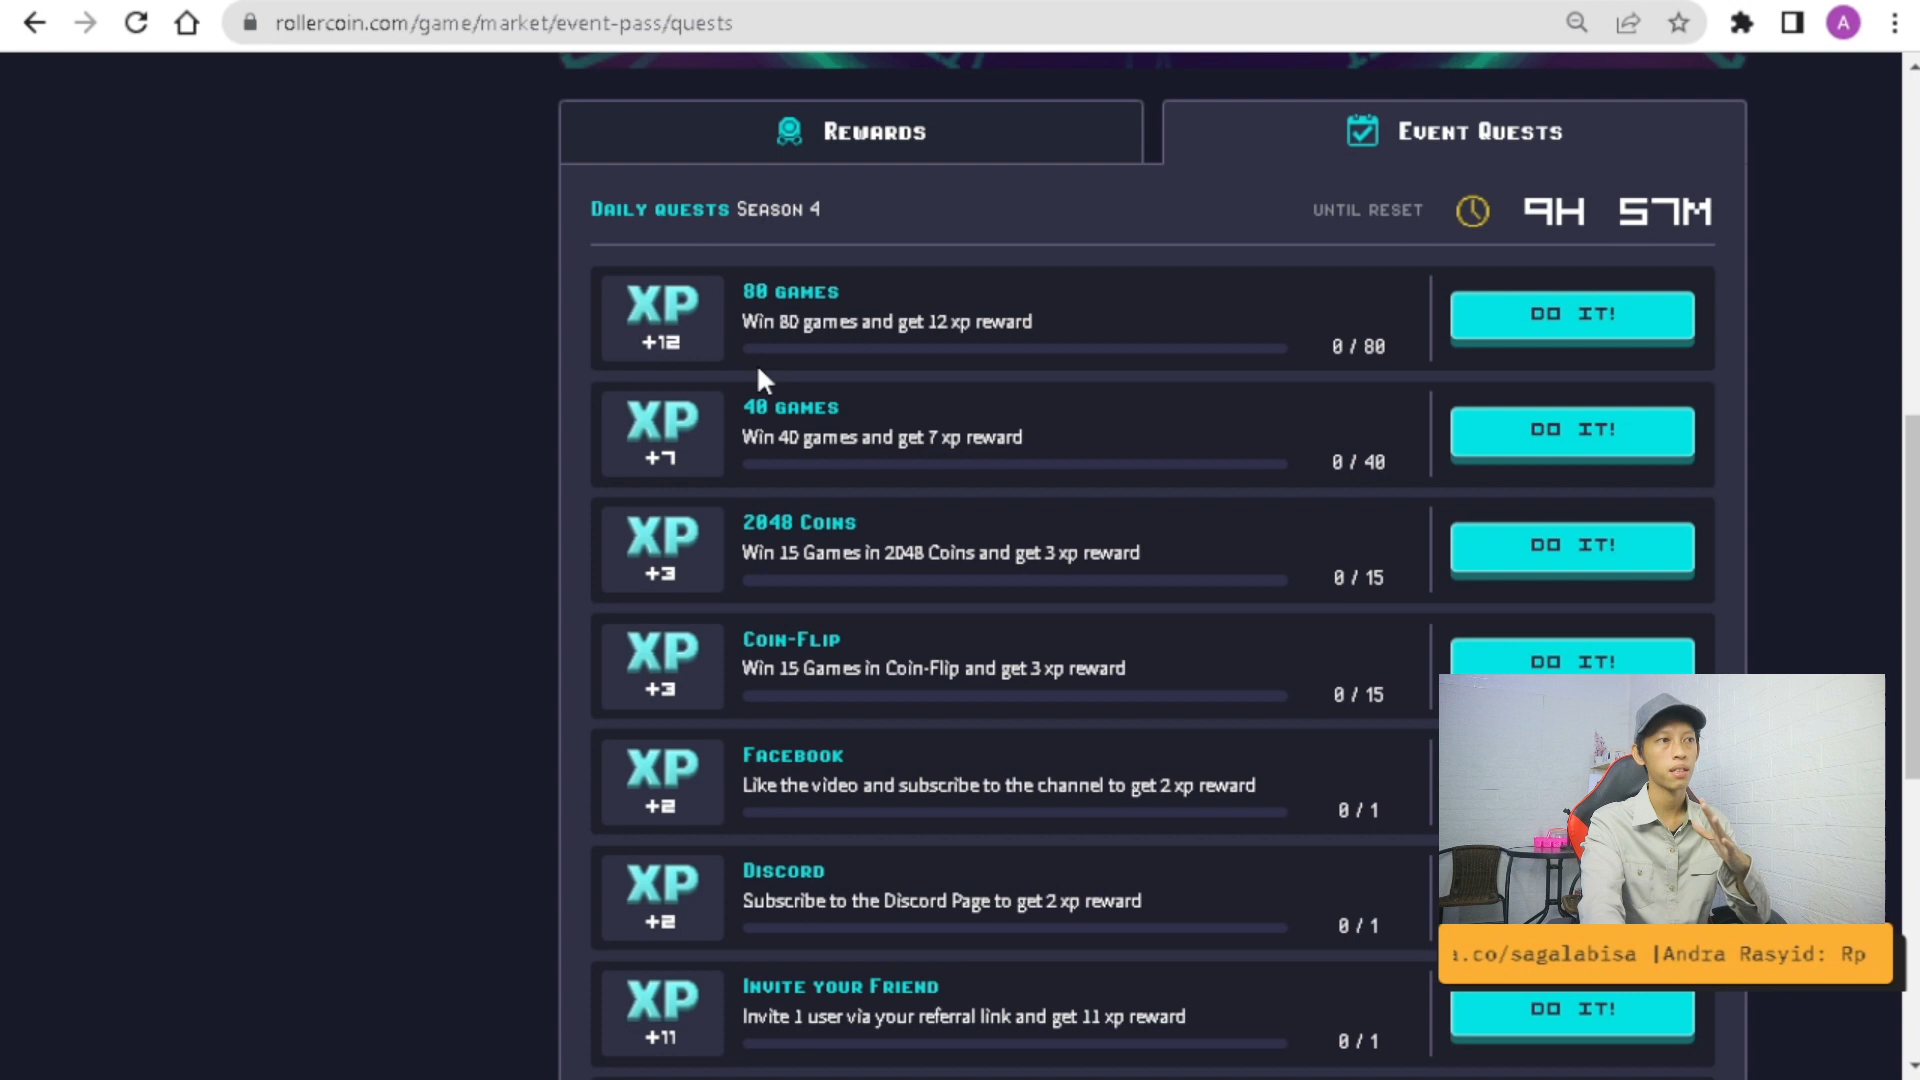 rollercoin.com/game/market/event-pass/quests
A
Rewards
Event Quests
Daily quests Season 4
UNTIL RESET
9H 57M
XP
+12
80 games
Win 80 games and get 12 xp reward
0 / 80
DO IT!
XP
+7
40 games
Win 40 games and get 7 xp reward
0 / 40
DO IT!
XP
+3
2048 Coins
Win 15 Games in 2048 Coins and get 3 xp reward
0 / 15
DO IT!
XP
+3
Coin-Flip
Win 15 Games in Coin-Flip and get 3 xp reward
0 / 15
DO IT!
XP
+2
Facebook
Like the video and subscribe to the channel to get 2 xp reward
0 / 1
XP
+2
Discord
Subscribe to the Discord Page to get 2 xp reward
0 / 1
a.co/sagalabisa |Andra Rasyid: Rp
XP
+11
Invite your Friend
Invite 1 user via your referral link and get 11 xp reward
0 / 1
DO IT!